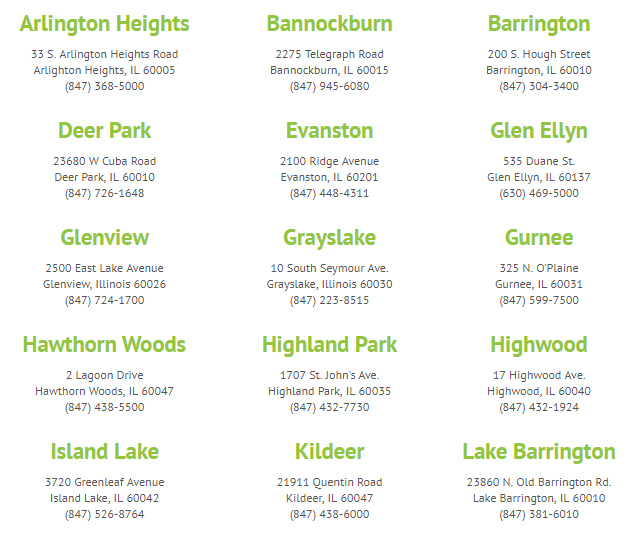 Arlington Heights
33 S. Arlington Heights Road
Arlighton Heights, IL 60005
(847) 368-5000
Bannockburn
2275 Telegraph Road
Bannockburn, IL 60015
(847) 945-6080
Barrington
200 S. Hough Street
Barrington, IL 60010
(847) 304-3400
Deer Park
23680 W Cuba Road
Deer Park, IL 60010
(847) 726-1648
Evanston
2100 Ridge Avenue
Evanston, IL 60201
(847) 448-4311
Glen Ellyn
535 Duane St.
Glen Ellyn, IL 60137
(630) 469-5000
Glenview
2500 East Lake Avenue
Glenview, Illinois 60026
(847) 724-1700
Grayslake
10 South Seymour Ave.
Grayslake, Illinois 60030
(847) 223-8515
Gurnee
325 N. O'Plaine
Gurnee, IL 60031
(847) 599-7500
Hawthorn Woods
2 Lagoon Drive
Hawthorn Woods, IL 60047
(847) 438-5500
Highland Park
1707 St. John's Ave.
Highland Park, IL 60035
(847) 432-7730
Highwood
17 Highwood Ave.
Highwood, IL 60040
(847) 432-1924
Island Lake
3720 Greenleaf Avenue
Island Lake, IL 60042
(847) 526-8764
Kildeer
21911 Quentin Road
Kildeer, IL 60047
(847) 438-6000
Lake Barrington
23860 N. Old Barrington Rd.
Lake Barrington, IL 60010
(847) 381-6010